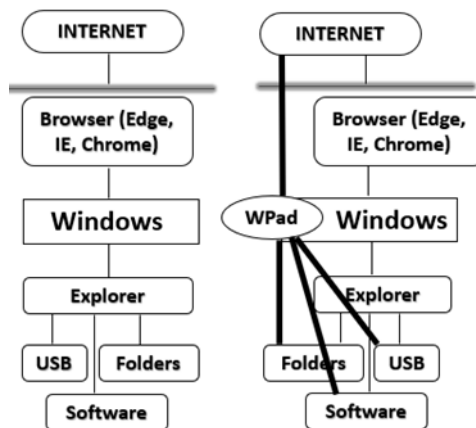 INTERNET
Browser (Edge,
IE, Chrome)
Windows
Explorer
USB
Folders
Software
INTERNET
Browser (Edge,
IE, Chrome)
WPad
Windows
Explorer
Folders
USB
Software